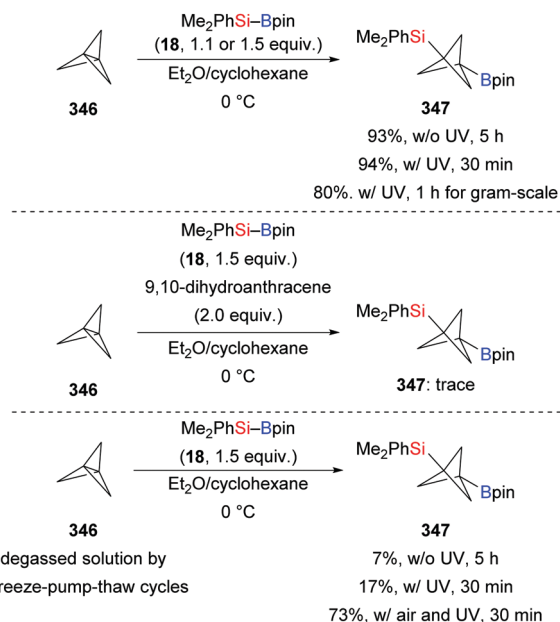 Me2PhSi–Bpin
(18, 1.1 or 1.5 equiv.)
Et2O/cyclohexane
0 °C
346
Me2PhSi
Bpin
347
93%, w/o UV, 5 h
94%, w/ UV, 30 min
80%. w/ UV, 1 h for gram-scale
Me2PhSi–Bpin
(18, 1.5 equiv.)
9,10-dihydroanthracene
(2.0 equiv.)
Et2O/cyclohexane
0 °C
346
Me2PhSi
Bpin
347: trace
Me2PhSi–Bpin
(18, 1.5 equiv.)
Et2O/cyclohexane
0 °C
346
degassed solution by
reeze-pump-thaw cycles
Me2PhSi
Bpin
347
7%, w/o UV, 5 h
17%, w/ UV, 30 min
73%, w/ air and UV, 30 min